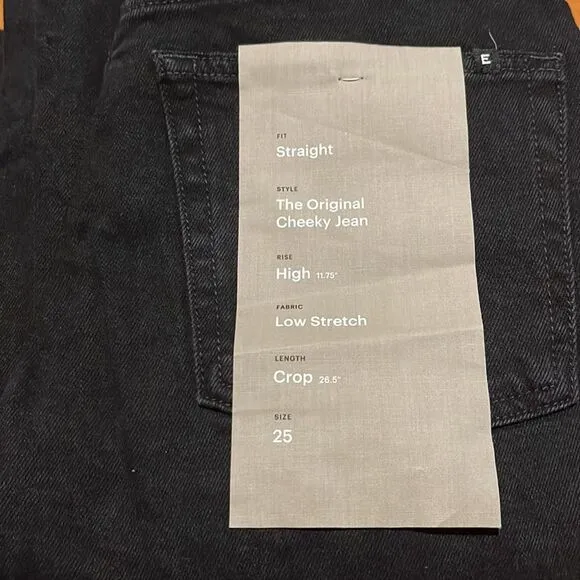 E
FIT
Straight
STYLE
The Original
Cheeky Jean
RISE
High 11.75"
FABRIC
Low Stretch
LENGTH
Crop 26.5"
SIZE
25